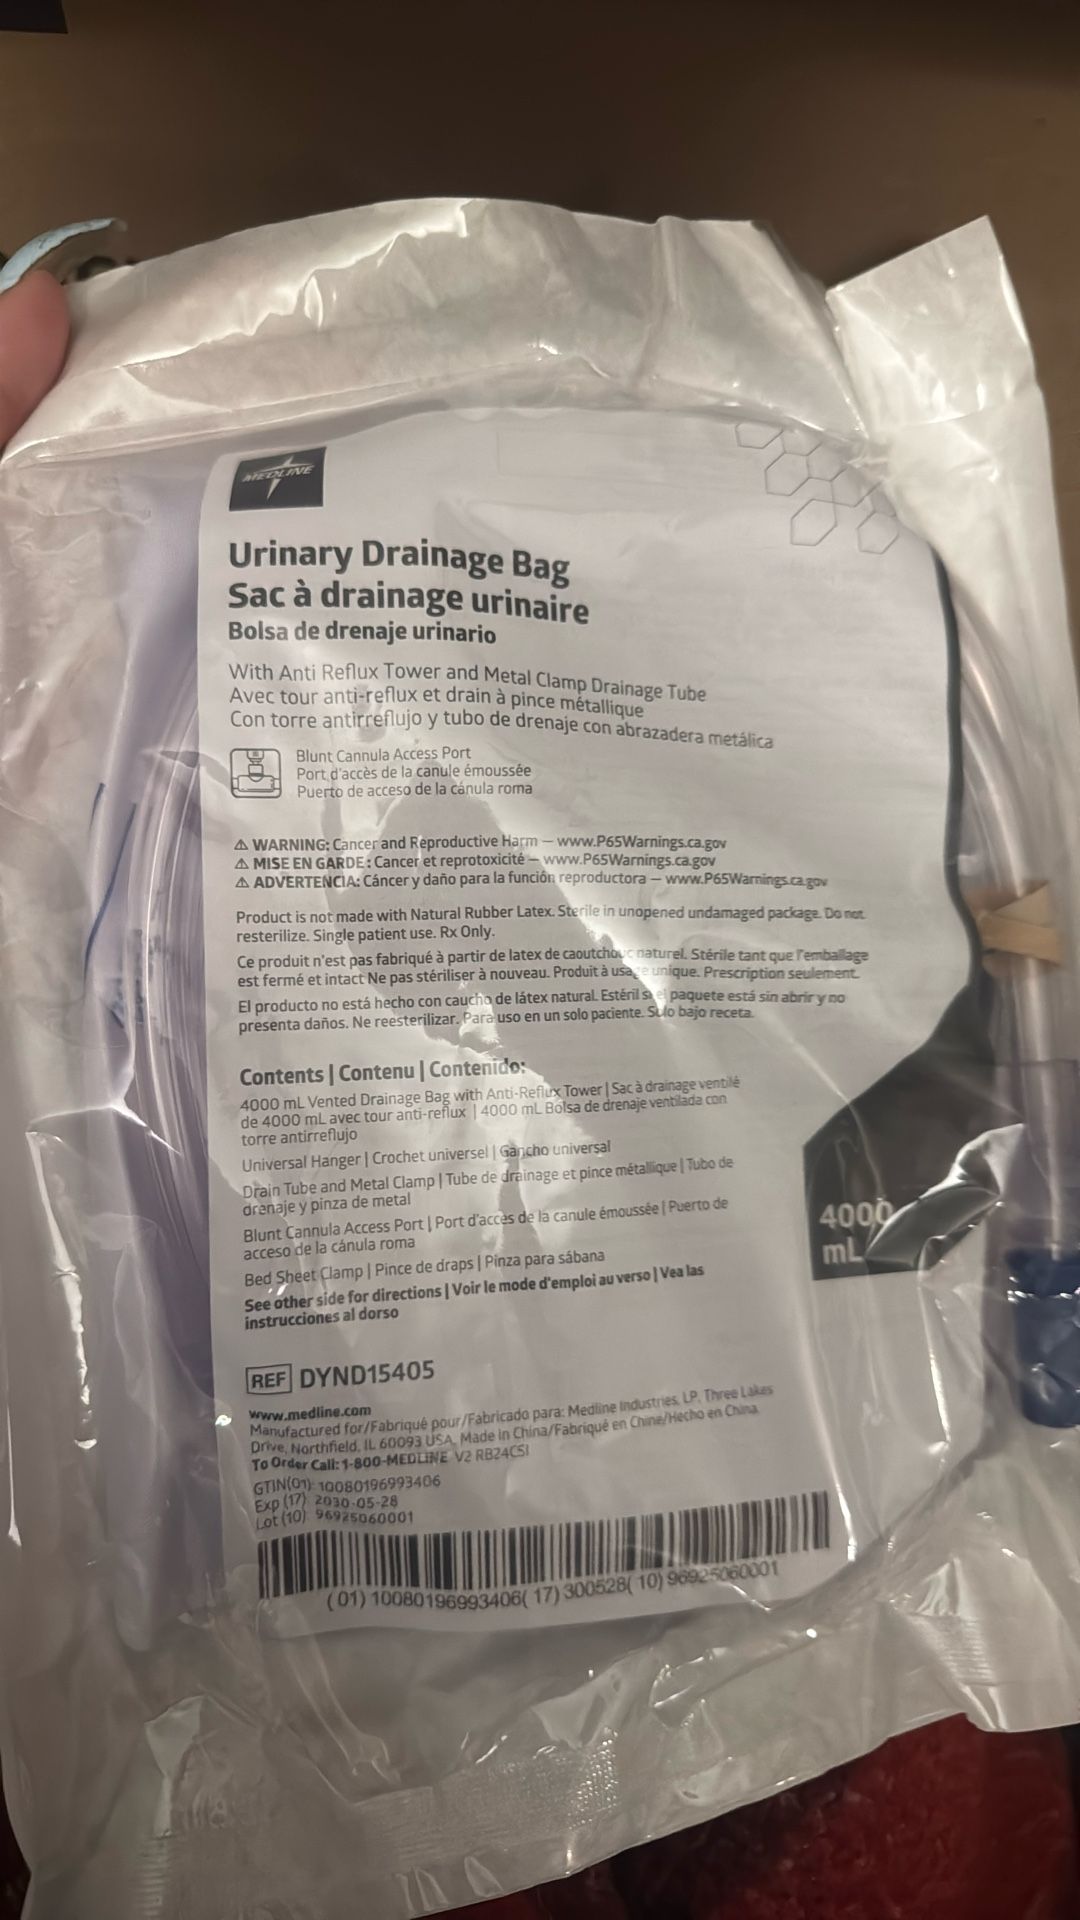 MEDLINE
Urinary Drainage Bag
Sac à drainage urinaire
Bolsa de drenaje urinario
With Anti Reflux Tower and Metal Clamp Drainage Tube
Avec tour anti-reflux et drain à pince métallique
Con torre antirreflujo y tubo de drenaje con abrazadera metálica
Blunt Cannula Access Port
Port d'accès de la canule émoussée
Puerto de acceso de la cánula roma
⚠ WARNING: Cancer and Reproductive Harm – www.P65Warnings.ca.gov
⚠ MISE EN GARDE : Cancer et reprotoxicité – www.P65Warnings.ca.gov
⚠ ADVERTENCIA: Cáncer y daño para la función reproductora – www.P65Warnings.ca.gov
Product is not made with Natural Rubber Latex. Sterile in unopened undamaged package. Do not
resterilize. Single patient use. Rx Only.
Ce produit n'est pas fabriqué à partir de latex de caoutchouc naturel. Stérile tant que l'emballage
est fermé et intact Ne pas stériliser à nouveau. Produit à usage unique. Prescription seulement.
El producto no está hecho con caucho de látex natural. Estéril si el paquete está sin abrir y no
presenta daños. Ne reesterilizar. Para uso en un solo paciente. Sulo bajo receta.
Contents | Contenu | Contenido:
4000 mL Vented Drainage Bag with Anti-Reflux Tower | Sac à drainage ventilé
de 4000 mL avec tour anti-reflux | 4000 mL Bolsa de drenaje ventilada con
torre antirreflujo
Universal Hanger | Crochet universel | Gancho universal
Drain Tube and Metal Clamp | Tube de drainage et pince métallique | Tubo de
drenaje y pinza de metal
Blunt Cannula Access Port | Port d'accès de la canule émoussée | Puerto de
acceso de la cánula roma
Bed Sheet Clamp | Pince de draps | Pinza para sábana
See other side for directions | Voir le mode d'emploi au verso | Vea las
instrucciones al dorso
4000
mL
REF DYND15405
www.medline.com
Manufactured for/Fabriqué pour/Fabricado para: Medline Industries, LP, Three Lakes
Drive, Northfield, IL 60093 USA. Made in China/Fabriqué en Chine/Hecho en China.
To Order Call: 1-800-MEDLINE V2 RB24CSI
GTIN(01): 10080196993406
Exp (17): 2030-05-28
Lot (10): 96925060001
( 01) 10080196993406( 17) 300528( 10) 96925060001